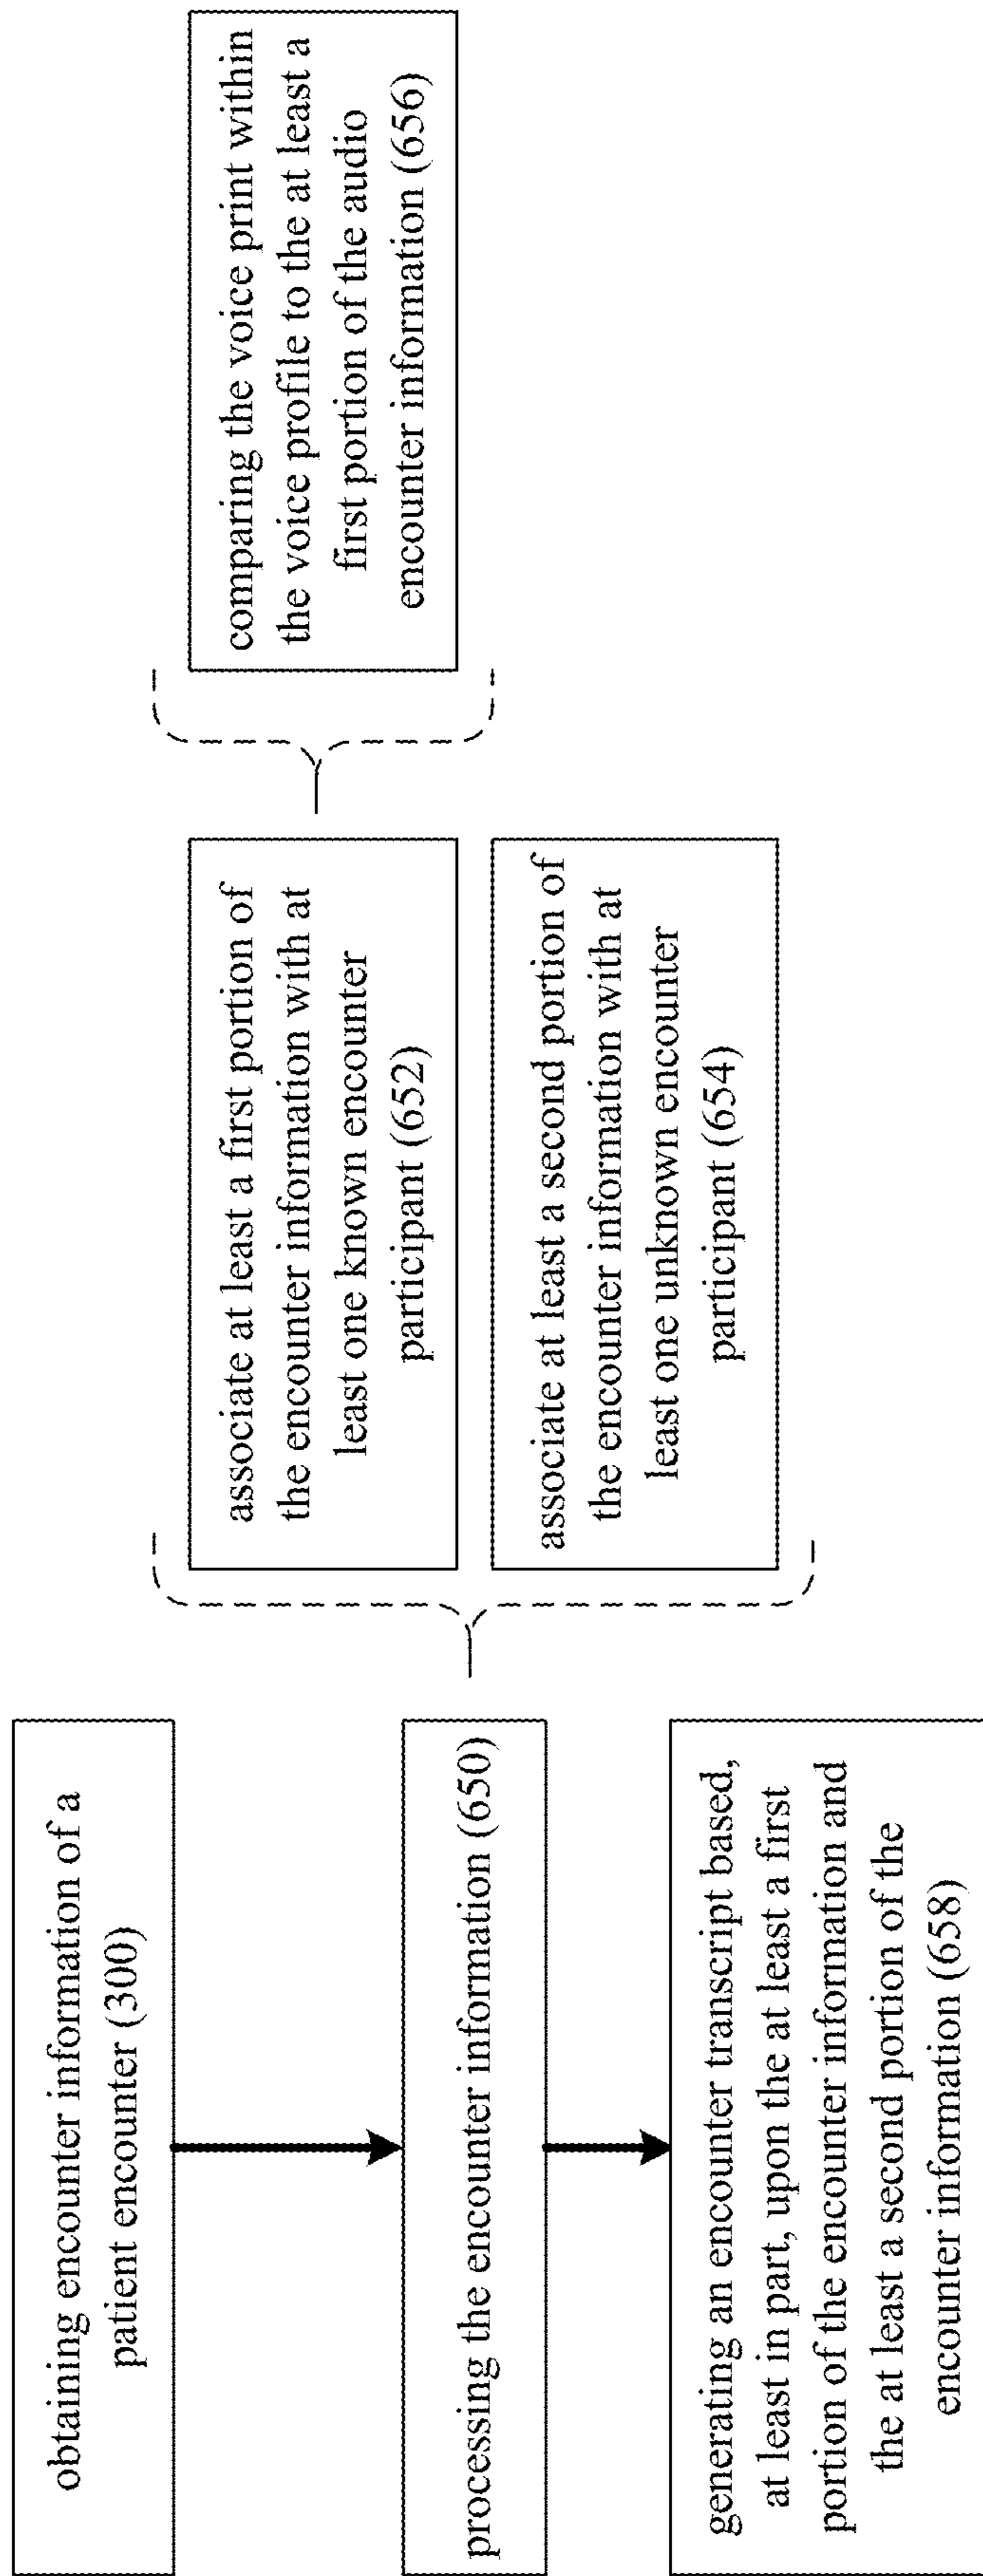 obtaining encounter information of a
patient encounter (300)
processing the encounter information (650)
generating an encounter transcript based,
at least in part, upon the at least a first
portion of the encounter information and
the at least a second portion of the
encounter information (658)
associate at least a first portion of
the encounter information with at
least one known encounter
participant (652)
associate at least a second portion of
the encounter information with at
least one unknown encounter
participant (654)
comparing the voice print within
the voice profile to the at least a
first portion of the audio
encounter information (656)